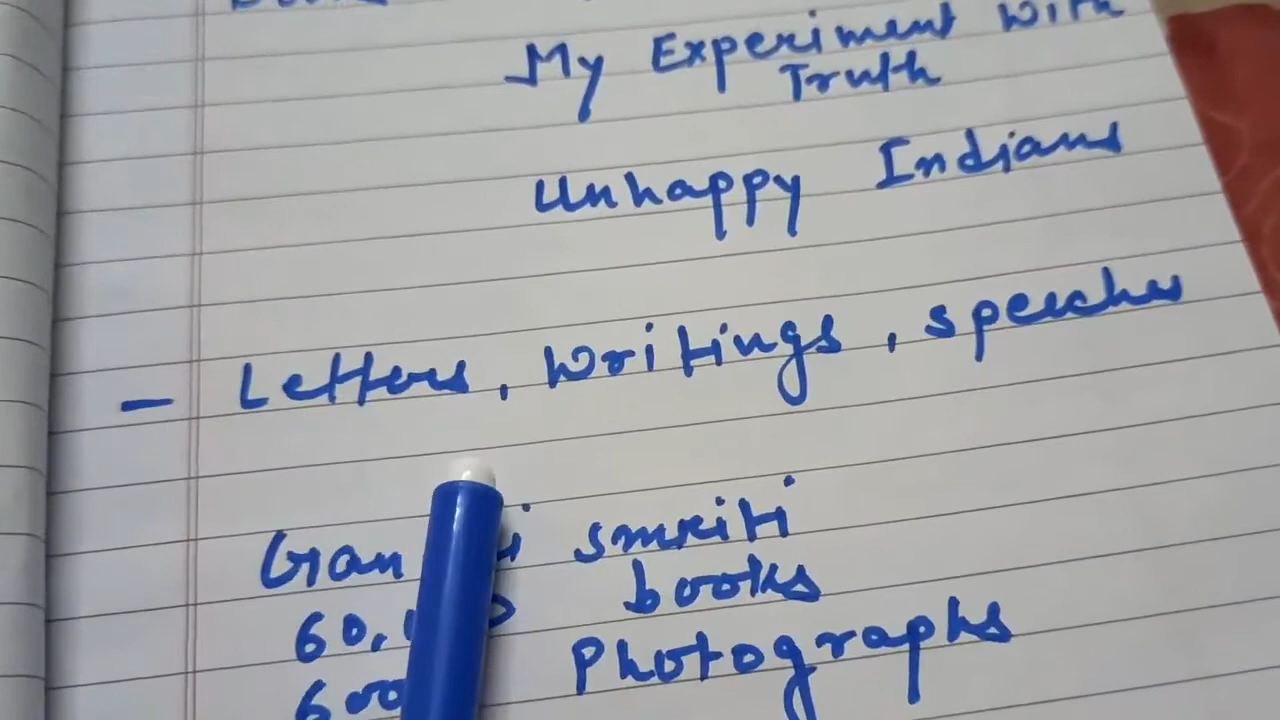 My Experiment with
Truth
Unhappy Indians
- Letters, Writings, speeches
smriti
books
Photographs